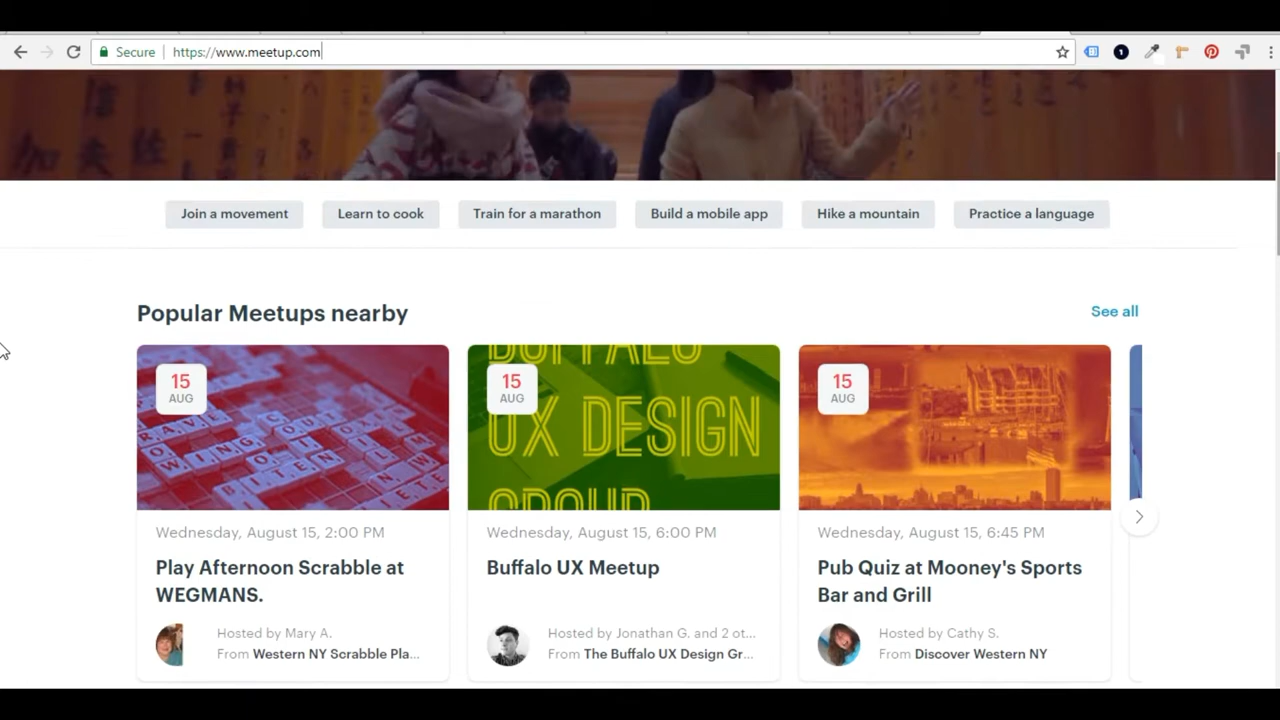 Secure https://www.meetup.com
Join a movement Learn to cook Train for a marathon Build a mobile app Hike a mountain Practice a language
Popular Meetups nearby See all
15 AUG
15 AUG
15 AUG
BUFFALO
UX DESIGN
GROUP
Wednesday, August 15, 2:00 PM
Play Afternoon Scrabble at
WEGMANS.
Hosted by Mary A.
From Western NY Scrabble Pla...
Wednesday, August 15, 6:00 PM
Buffalo UX Meetup
Hosted by Jonathan G. and 2 ot...
From The Buffalo UX Design Gr...
Wednesday, August 15, 6:45 PM
Pub Quiz at Mooney's Sports
Bar and Grill
Hosted by Cathy S.
From Discover Western NY